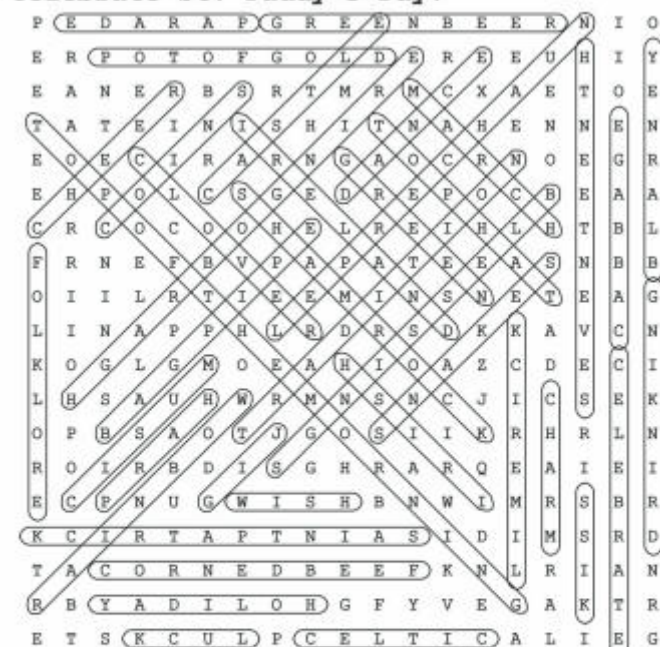 P E D A R A P G R E E N B E E R N I O
E R P O T O F G O L D E R E E U H I Y
E A N E R B S R T M R M C X A E T O E
T A T E I N I S H I T N A H E N N E N
E O E C I R A R N G A O C R N O E G R
E H P O L C S G E D R E P O C B E A A
C R C O C O O H E L R E I H L H T B L
F R N E F B V P A P A T E E A S N B B
O I I L R T I E E M I N S N E T E A G
L I N A P P H L R D R S D K K A V C N
K O G L G M O E A H I O A Z C D E C I
L H S A U H W R M N S N C J I C S E K
O P B S A O T J G O S I I K R H R L N
R O I R B D I S G H R A R Q E A I E I
E C P N U G W I S H B N W I M R S B R
K C I R T A P T N I A S I D I M S R D
T A C O R N E D B E E F K N L R I A N
R B Y A D I L O H G F Y V E G A K T R
E T S K C U L P C E L T I C A L I E G